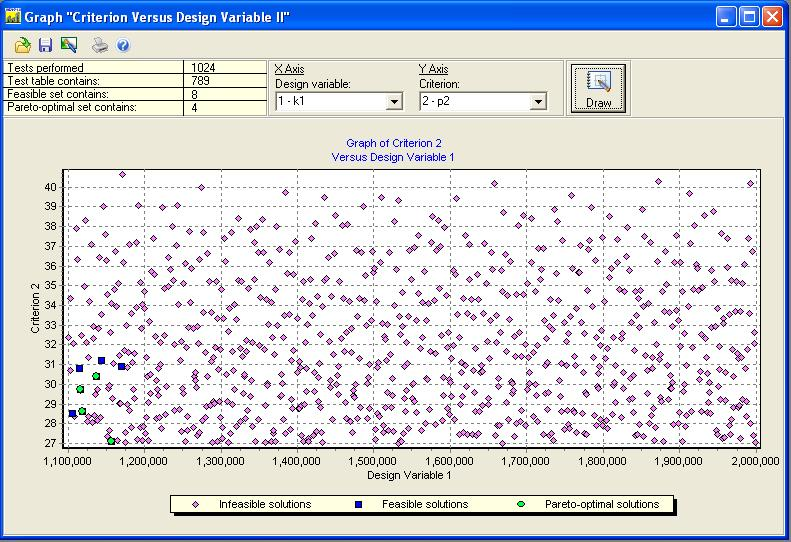 Graph "Criterion Versus Design Variable II"
Tests performed 1024
Test table contains: 789
Feasible set contains: 8
Pareto-optimal set contains: 4
X Axis
Design variable:
1 - k1
Y Axis
Criterion:
2 - p2
Draw
Graph of Criterion 2
Versus Design Variable 1
Criterion 2
40
39
38
37
36
35
34
33
32
31
30
29
28
27
1,100,000 1,200,000 1,300,000 1,400,000 1,500,000 1,600,000 1,700,000 1,800,000 1,900,000 2,000,000
Design Variable 1
Infeasible solutions Feasible solutions Pareto-optimal solutions